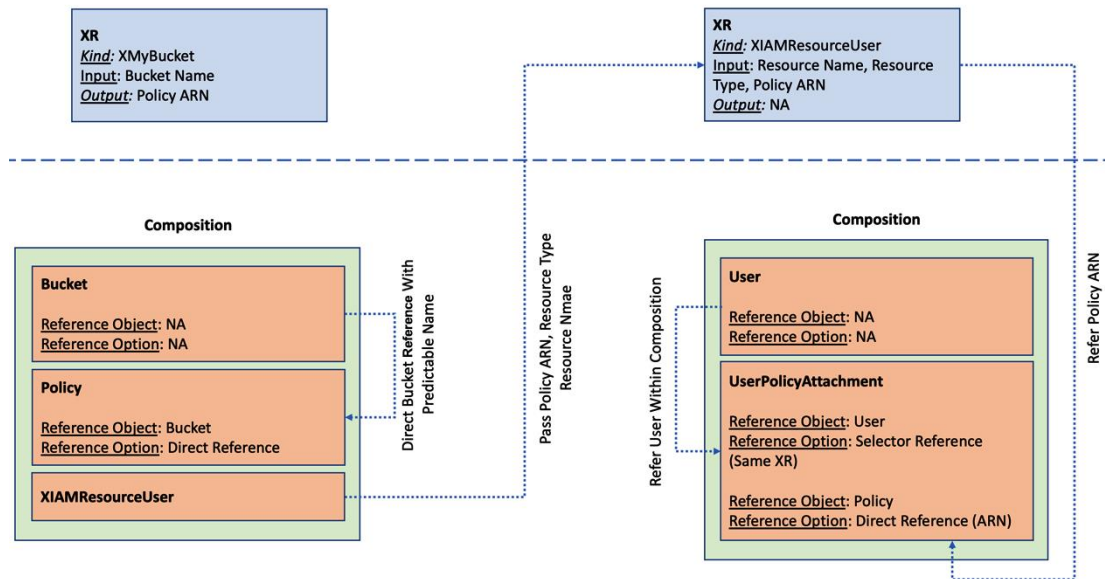 XR
Kind: XMyBucket
Input: Bucket Name
Output: Policy ARN
XR
Kind: XIAMResourceUser
Input: Resource Name, Resource
Type, Policy ARN
Output: NA
Composition
Bucket
Reference Object: NA
Reference Option: NA
Policy
Reference Object: Bucket
Reference Option: Direct Reference
XIAMResourceUser
Direct Bucket Reference With
Predictable Name
Pass Policy ARN, Resource Type
Resource Nmae
Composition
User
Reference Object: NA
Reference Option: NA
UserPolicyAttachment
Reference Object: User
Reference Option: Selector Reference
(Same XR)
Reference Object: Policy
Reference Option: Direct Reference (ARN)
Refer User Within Composition
Refer Policy ARN